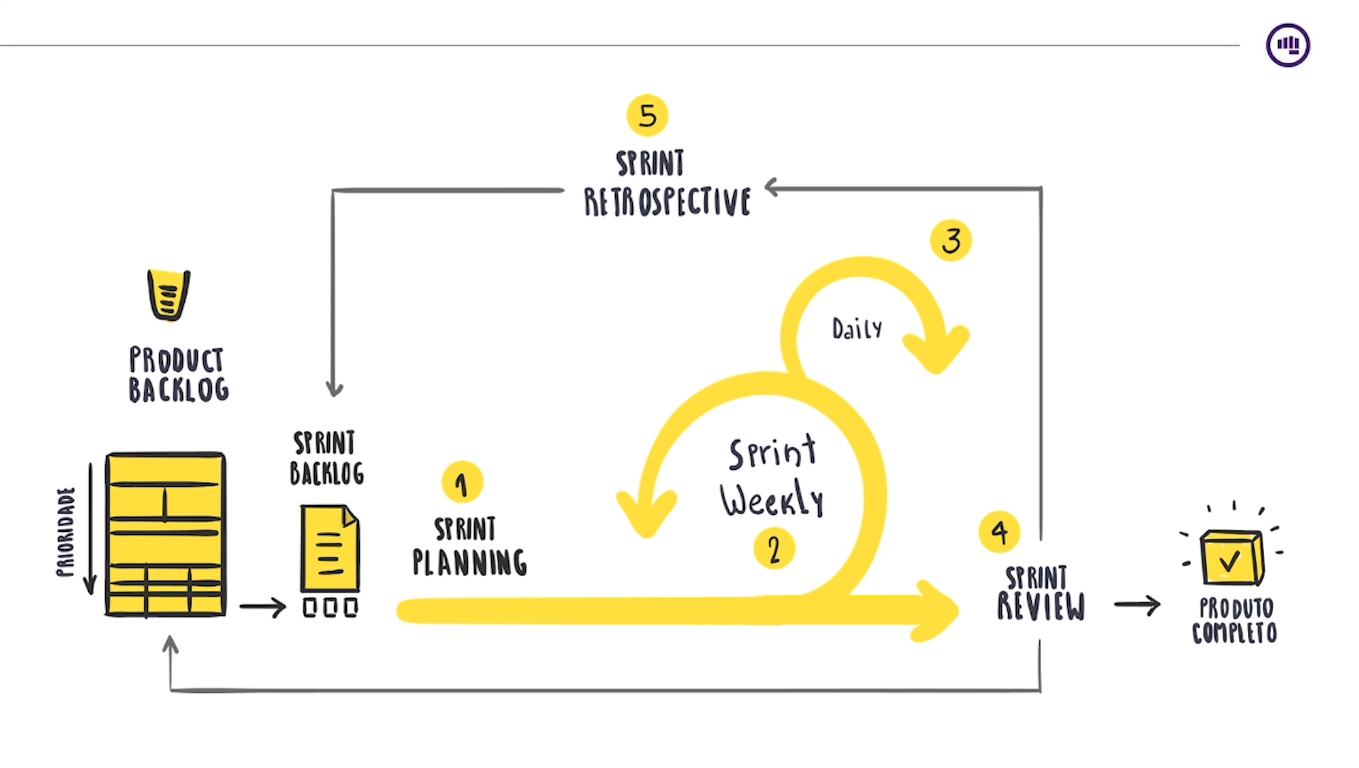 5
SPRINT
RETROSPECTIVE
3
Daily
PRODUCT
BACKLOG
SPRINT
BACKLOG
PRIORIDADE
1
SPRINT
PLANNING
Sprint
Weekly
2
4
SPRINT
REVIEW
PRODUTO
COMPLETO